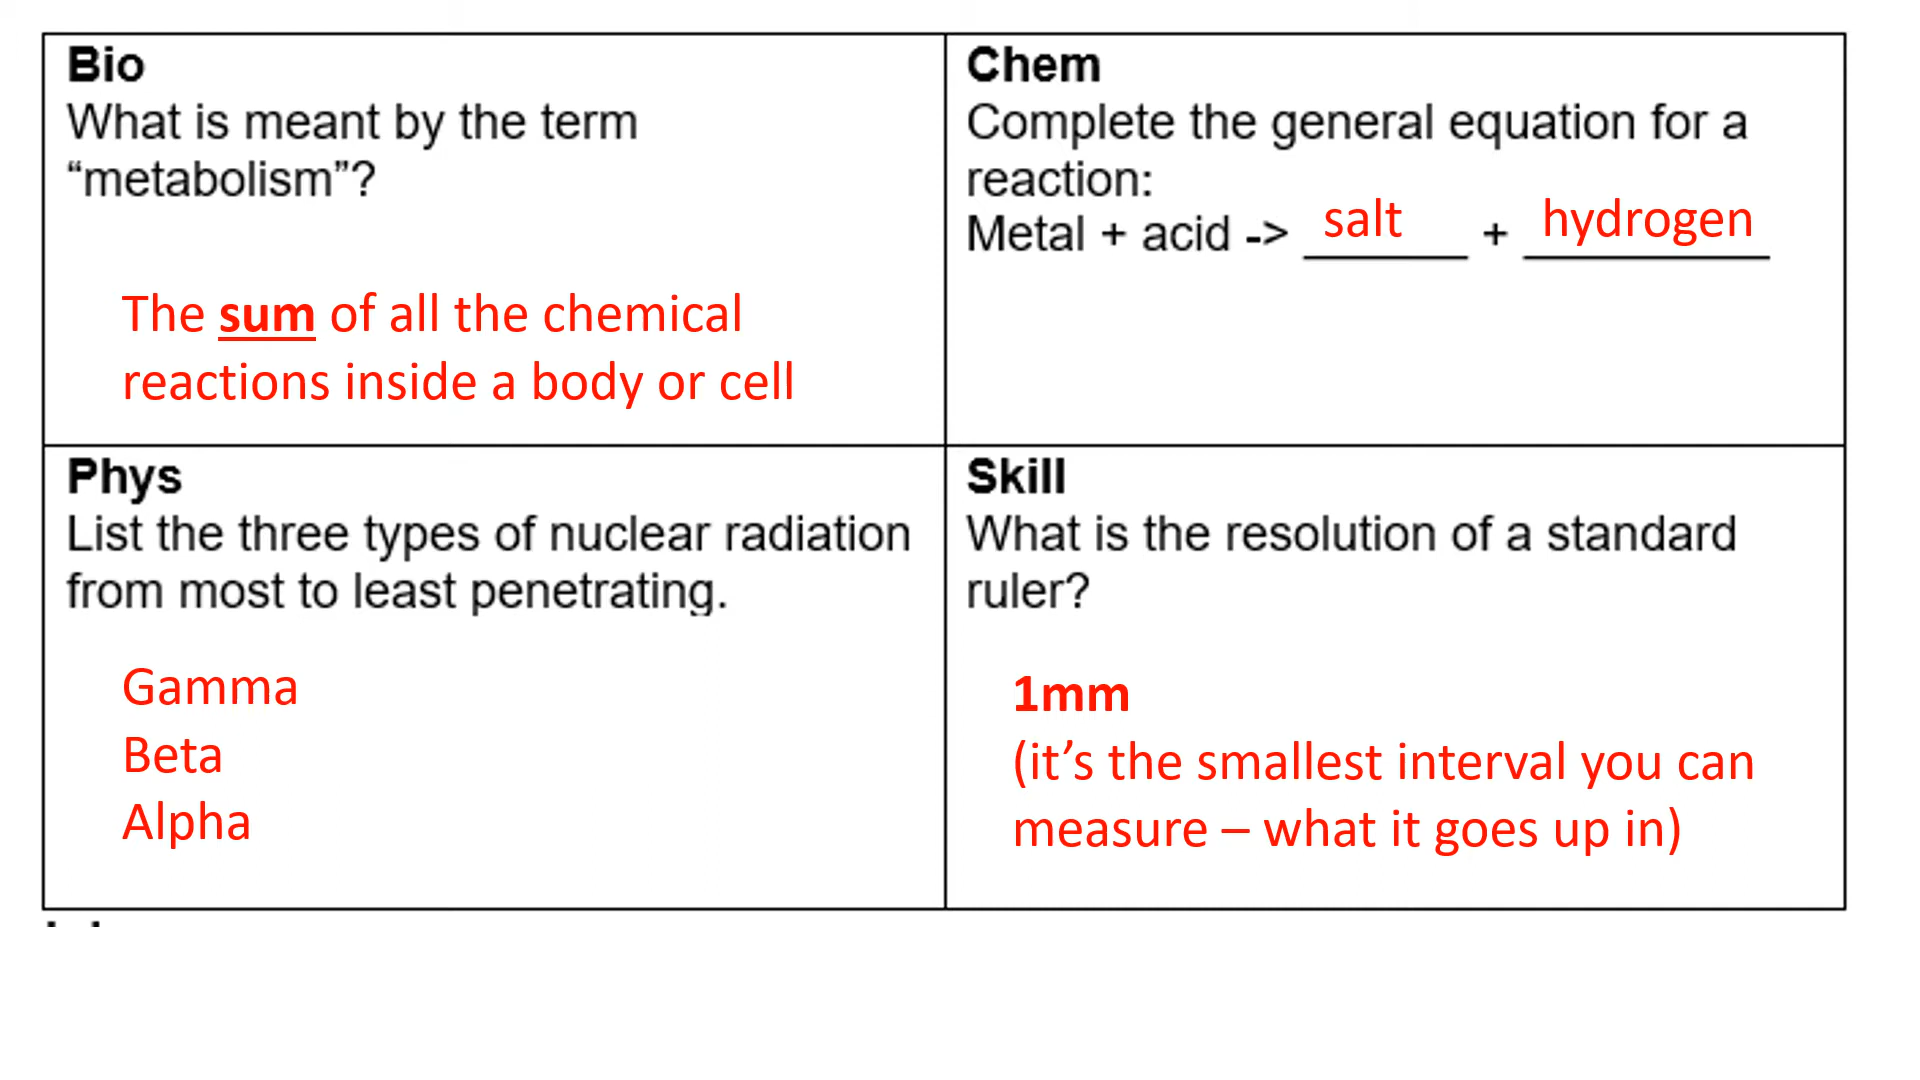 Bio
What is meant by the term
“metabolism”?
The sum of all the chemical
reactions inside a body or cell
Chem
Complete the general equation for a
reaction:
Metal + acid -> salt + hydrogen
Phys
List the three types of nuclear radiation
from most to least penetrating.
Gamma
Beta
Alpha
Skill
What is the resolution of a standard
ruler?
1mm
(it’s the smallest interval you can
measure – what it goes up in)